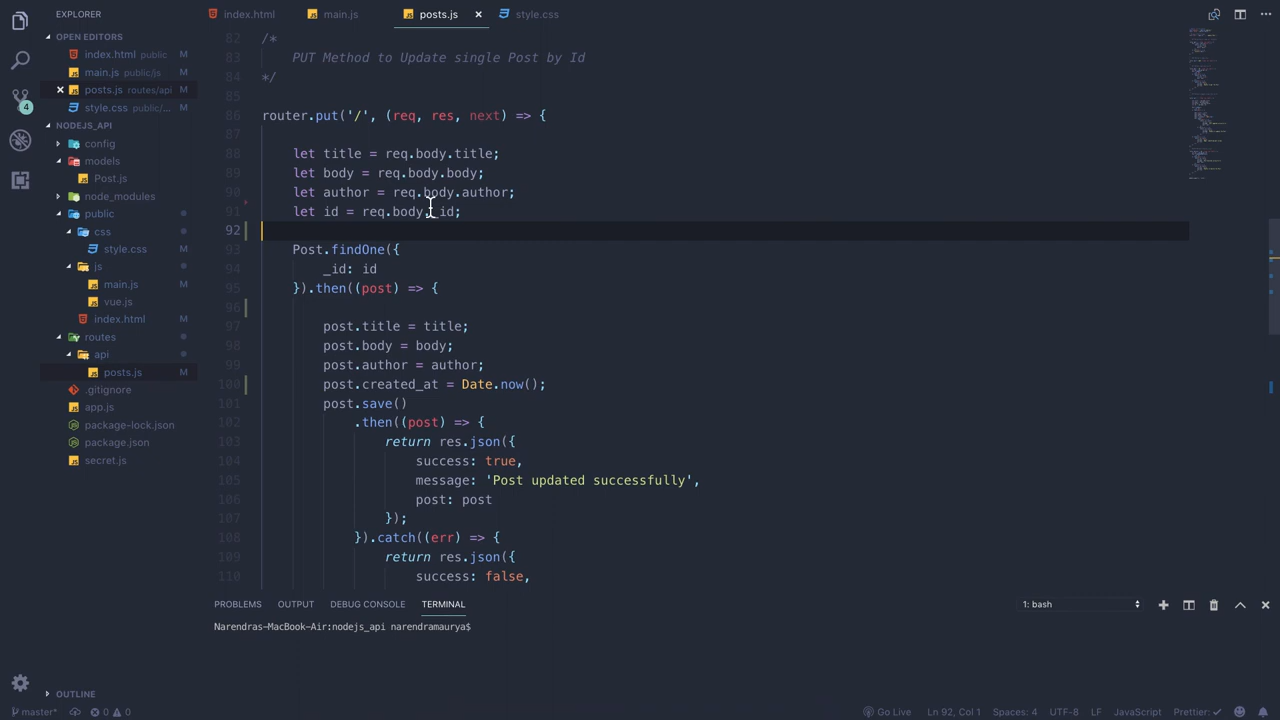 EXPLORER
OPEN EDITORS
index.html public M
main.js public/js M
posts.js routes/api M
style.css public/... M
4
NODEJS_API
config
models
Post.js
node_modules
public
css
style.css M
js
main.js M
vue.js
index.html M
routes
api
posts.js M
.gitignore
app.js
package-lock.json
package.json
secret.js
OUTLINE
index.html main.js posts.js style.css
82 /*
83 PUT Method to Update single Post by Id
84 */
85
86 router.put('/', (req, res, next) => {
87
88 let title = req.body.title;
89 let body = req.body.body;
90 let author = req.body.author;
91 let id = req.body._id;
92
93 Post.findOne({
94 _id: id
95 }).then((post) => {
96
97 post.title = title;
98 post.body = body;
99 post.author = author;
100 post.created_at = Date.now();
101 post.save()
102 .then((post) => {
103 return res.json({
104 success: true,
105 message: 'Post updated successfully',
106 post: post
107 });
108 }).catch((err) => {
109 return res.json({
110 success: false,
PROBLEMS OUTPUT DEBUG CONSOLE TERMINAL 1: bash
Narendras-MacBook-Air:nodejs_api narendramaurya$
master* 0 0 Go Live Ln 92, Col 1 Spaces: 4 UTF-8 LF JavaScript Prettier: ✓